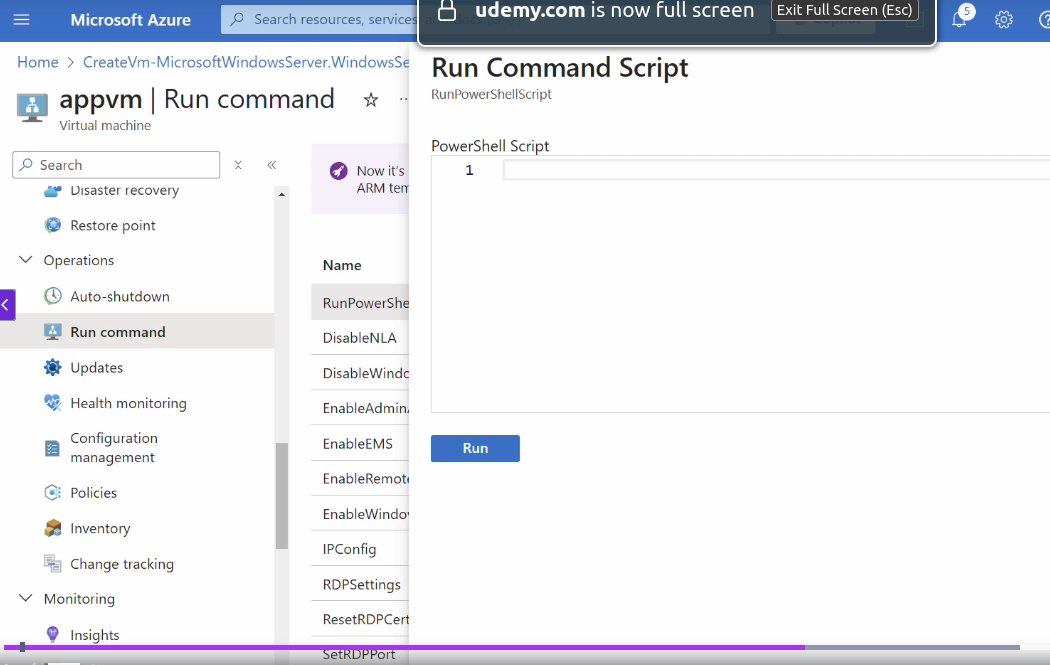 Microsoft Azure
Search resources, services
udemy.com is now full screen
Exit Full Screen (Esc)
5
Home > CreateVm-MicrosoftWindowsServer.WindowsSe
appvm | Run command
Virtual machine
Search
Disaster recovery
Restore point
Operations
Auto-shutdown
Run command
Updates
Health monitoring
Configuration
management
Policies
Inventory
Change tracking
Monitoring
Insights
Now it's
ARM tem
Name
RunPowerShe
DisableNLA
DisableWindo
EnableAdminA
EnableEMS
EnableRemote
EnableWindow
IPConfig
RDPSettings
ResetRDPCert
SetRDPPort
Run Command Script
RunPowerShellScript
PowerShell Script
1
Run